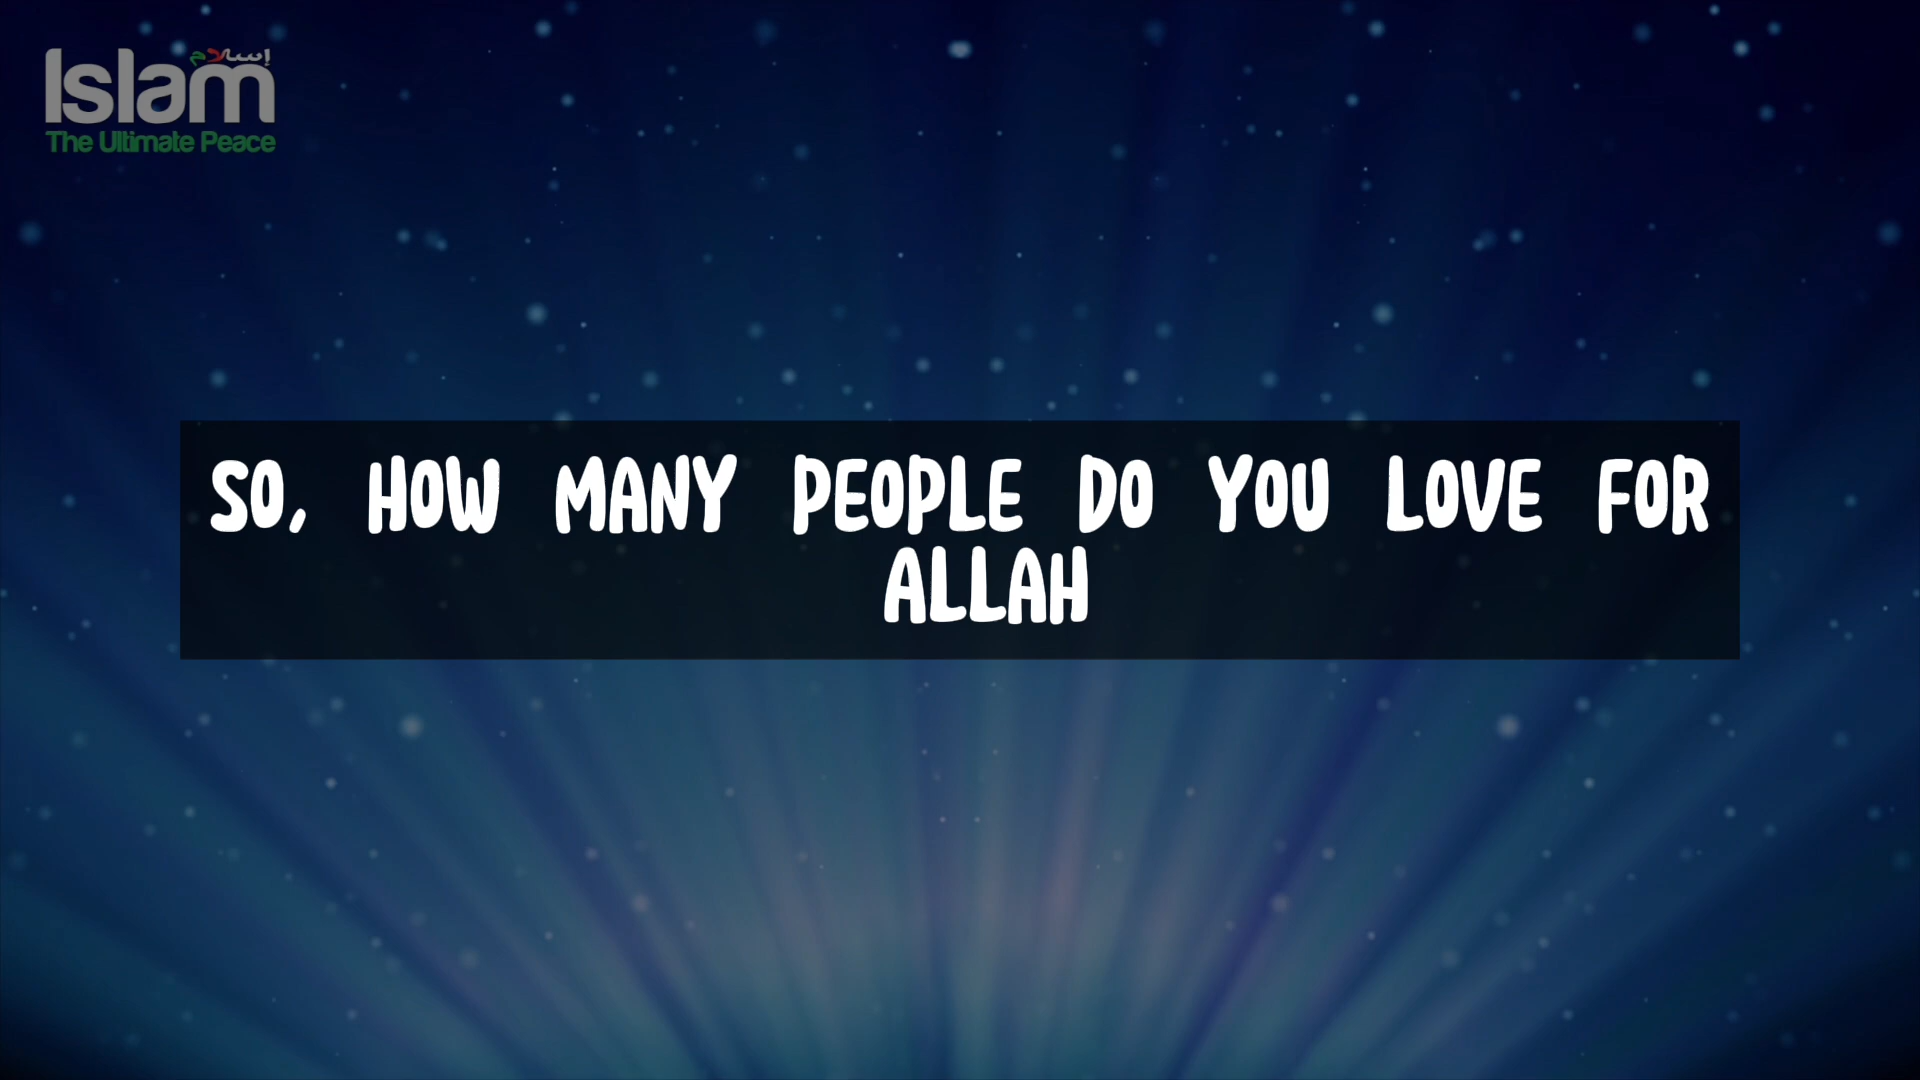 إسلام
Islam
The Ultimate Peace
SO, HOW MANY PEOPLE DO YOU LOVE FOR
ALLAH